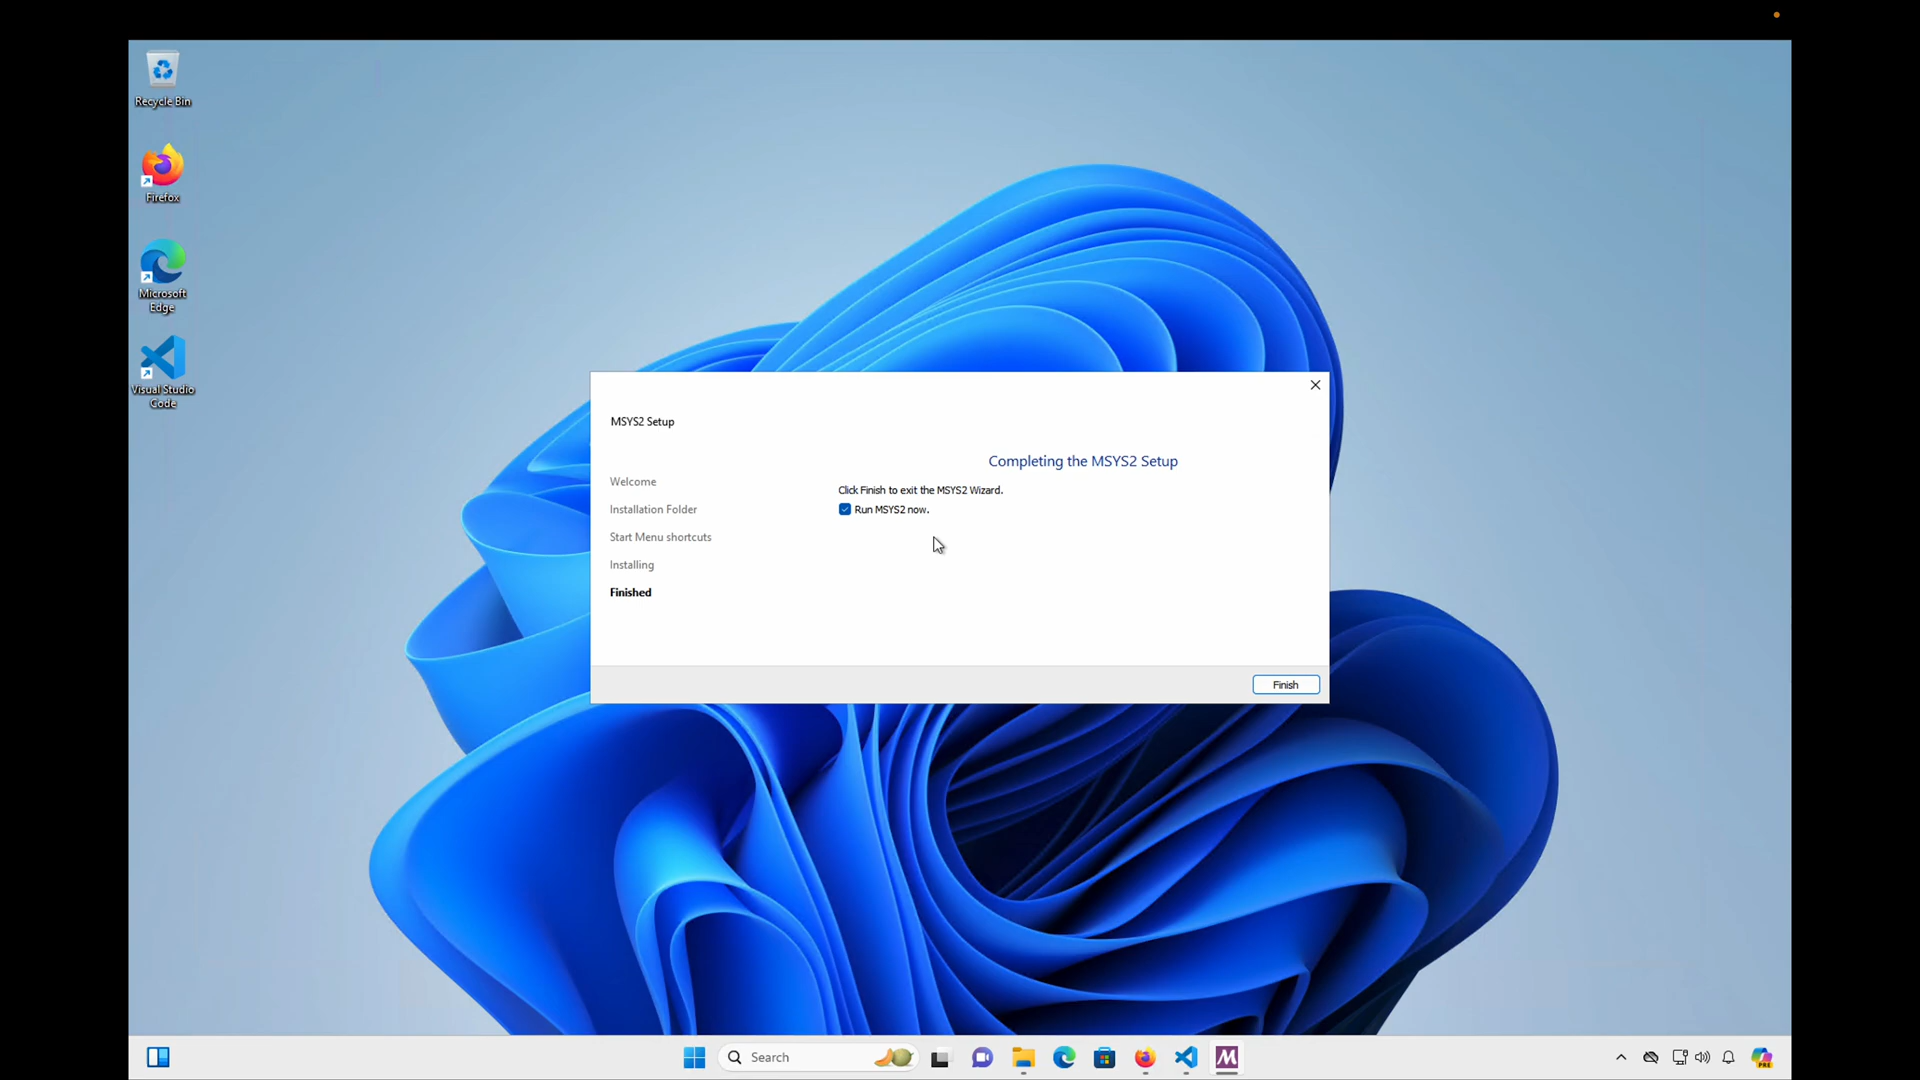 Recycle Bin
Firefox
Microsoft
Edge
Visual Studio
Code
MSYS2 Setup
Welcome
Installation Folder
Start Menu shortcuts
Installing
Finished
Completing the MSYS2 Setup
Click Finish to exit the MSYS2 Wizard.
Run MSYS2 now.
Finish
Search
PRE